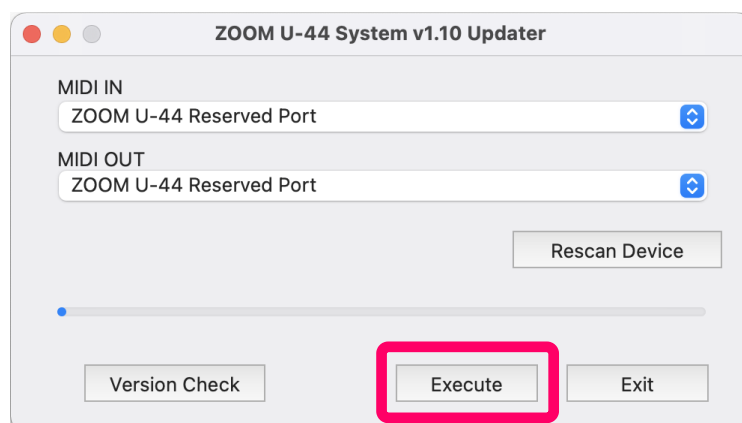 ZOOM U-44 System v1.10 Updater
MIDI IN
ZOOM U-44 Reserved Port
MIDI OUT
ZOOM U-44 Reserved Port
Rescan Device
Version Check Execute Exit